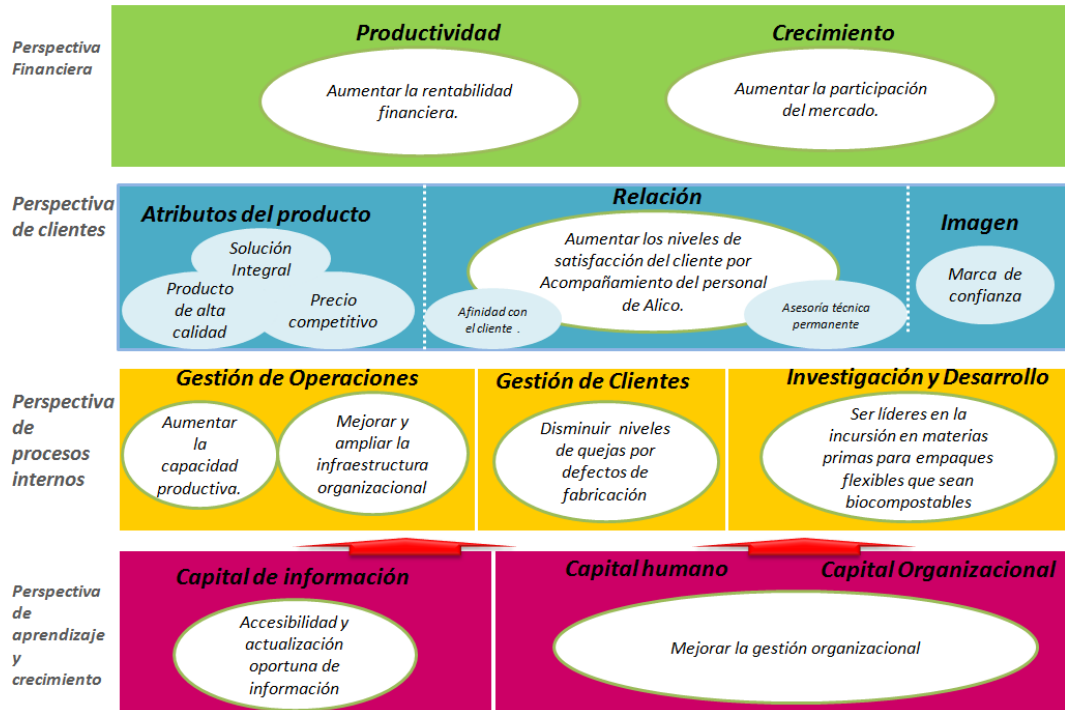 Perspectiva
Financiera
Productividad
Aumentar la rentabilidad
financiera.
Crecimiento
Aumentar la participación
del mercado.
Perspectiva
de clientes
Atributos del producto
Solución
Integral
Producto
de alta
calidad
Precio
competitivo
Relación
Aumentar los niveles de
satisfacción del cliente por
Acompañamiento del personal
de Alico.
Afinidad con
el cliente .
Asesoría técnica
permanente
Imagen
Marca de
confianza
Perspectiva
de
procesos
internos
Gestión de Operaciones
Aumentar
la
capacidad
productiva.
Mejorar y
ampliar la
infraestructura
organizacional
Gestión de Clientes
Disminuir niveles
de quejas por
defectos de
fabricación
Investigación y Desarrollo
Ser líderes en la
incursión en materias
primas para empaques
flexibles que sean
biocompostables
Perspectiva
de
aprendizaje
y
crecimiento
Capital de información
Accesibilidad y
actualización
oportuna de
información
Capital humano
Capital Organizacional
Mejorar la gestión organizacional